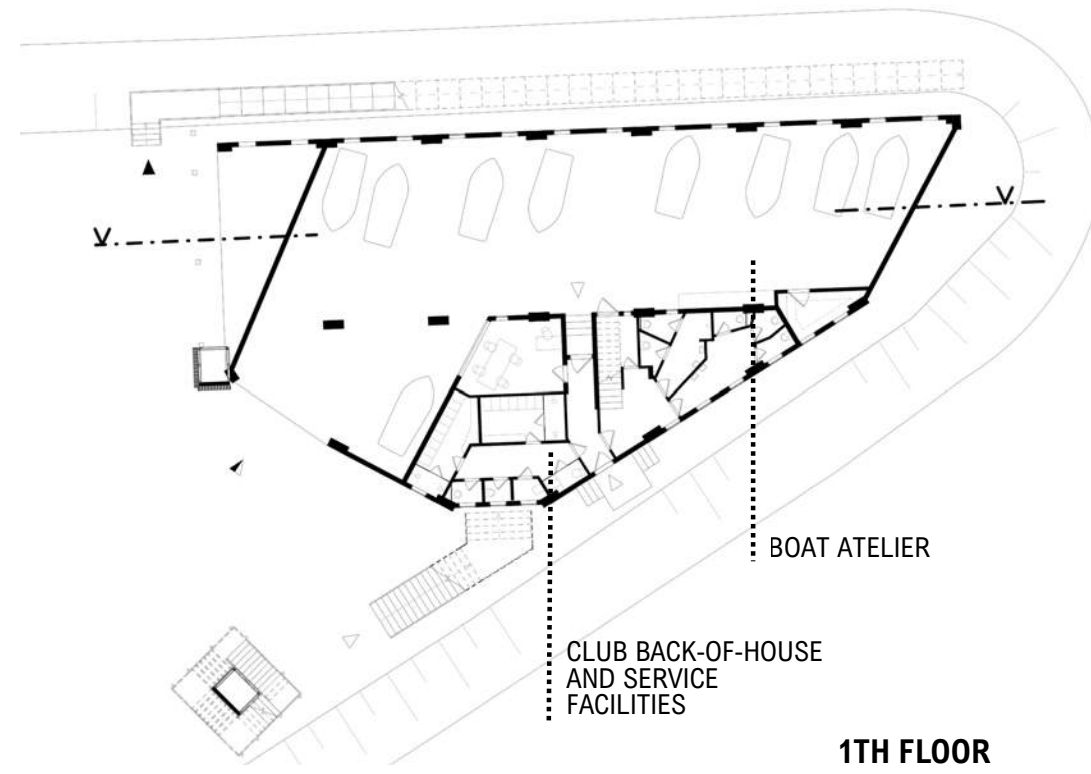 BOAT ATELIER
CLUB BACK-OF-HOUSE
AND SERVICE
FACILITIES
1TH FLOOR